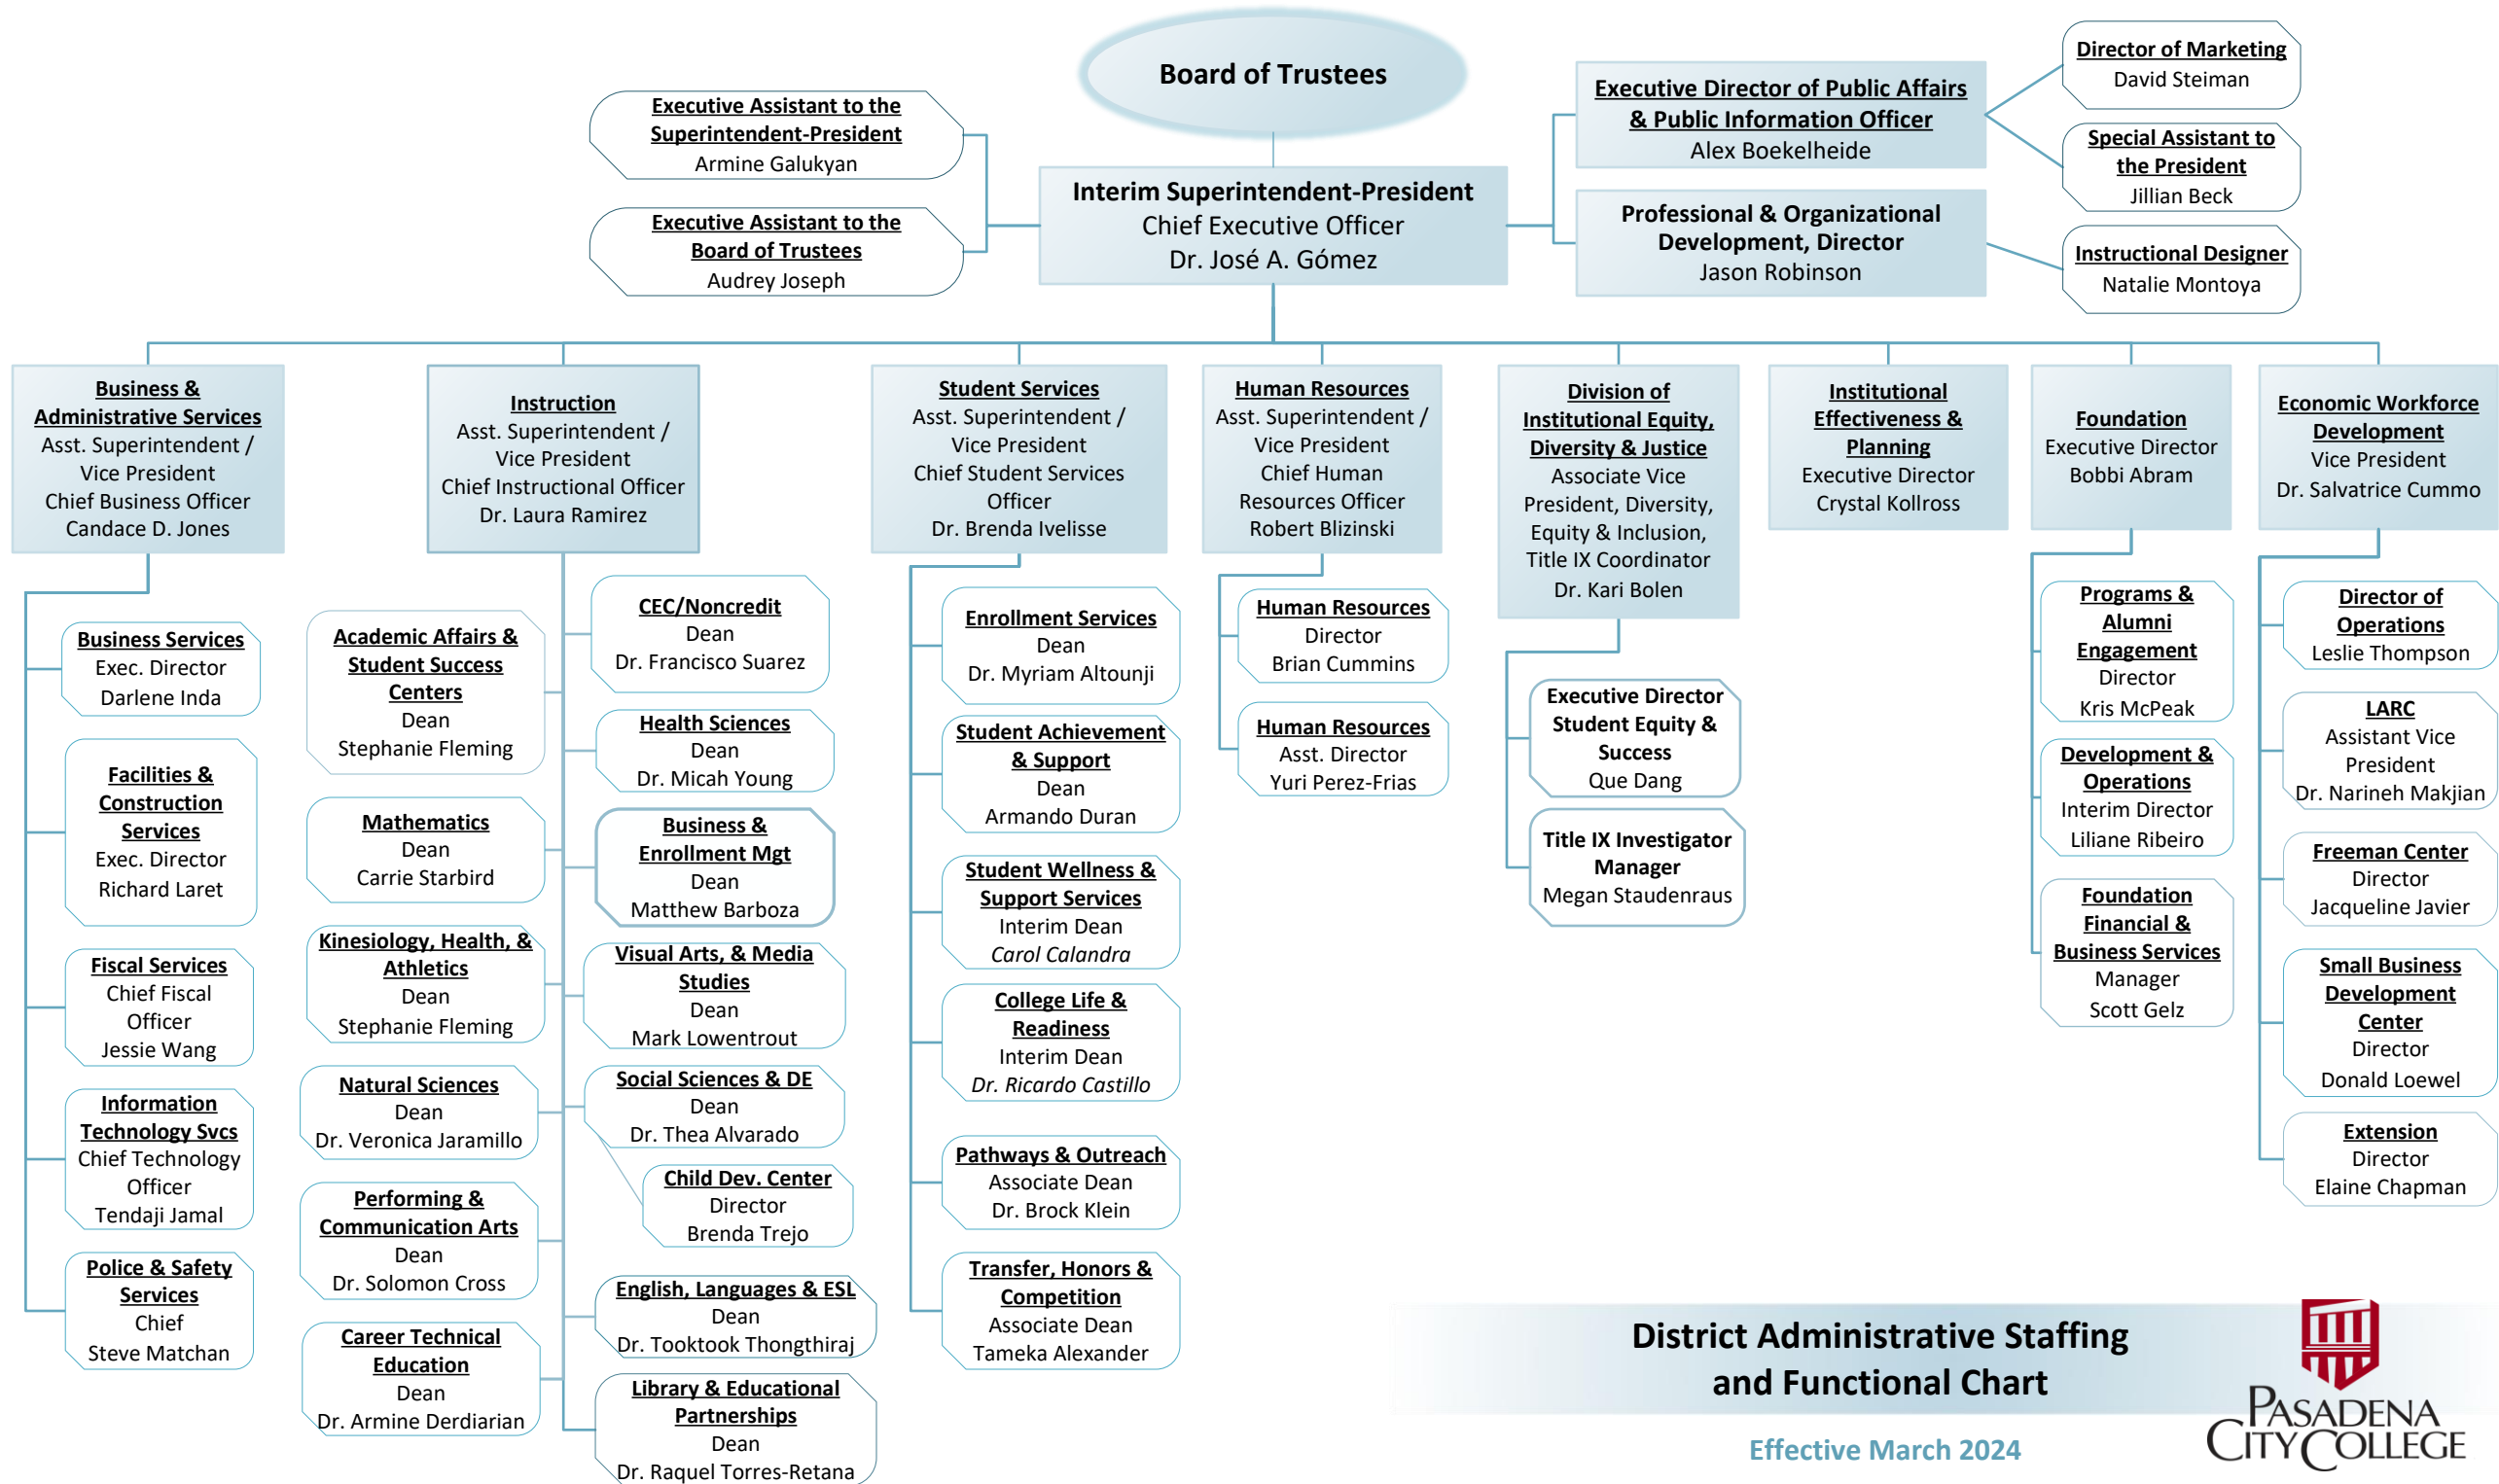 Board of Trustees
Executive Assistant to the
Superintendent-President
Armine Galukyan
Executive Assistant to the
Board of Trustees
Audrey Joseph
Interim Superintendent-President
Chief Executive Officer
Dr. José A. Gómez
Executive Director of Public Affairs
& Public Information Officer
Alex Boekelheide
Professional & Organizational
Development, Director
Jason Robinson
Director of Marketing
David Steiman
Special Assistant to
the President
Jillian Beck
Instructional Designer
Natalie Montoya
Business &
Administrative Services
Asst. Superintendent /
Vice President
Chief Business Officer
Candace D. Jones
Business Services
Exec. Director
Darlene Inda
Facilities &
Construction
Services
Exec. Director
Richard Laret
Fiscal Services
Chief Fiscal
Officer
Jessie Wang
Information
Technology Svcs
Chief Technology
Officer
Tendaji Jamal
Police & Safety
Services
Chief
Steve Matchan
Instruction
Asst. Superintendent /
Vice President
Chief Instructional Officer
Dr. Laura Ramirez
Academic Affairs &
Student Success
Centers
Dean
Stephanie Fleming
Mathematics
Dean
Carrie Starbird
Kinesiology, Health, &
Athletics
Dean
Stephanie Fleming
Natural Sciences
Dean
Dr. Veronica Jaramillo
Performing &
Communication Arts
Dean
Dr. Solomon Cross
Career Technical
Education
Dean
Dr. Armine Derdiarian
CEC/Noncredit
Dean
Dr. Francisco Suarez
Health Sciences
Dean
Dr. Micah Young
Business &
Enrollment Mgt
Dean
Matthew Barboza
Visual Arts, & Media
Studies
Dean
Mark Lowentrout
Social Sciences & DE
Dean
Dr. Thea Alvarado
Child Dev. Center
Director
Brenda Trejo
English, Languages & ESL
Dean
Dr. Tooktook Thongthiraj
Library & Educational
Partnerships
Dean
Dr. Raquel Torres-Retana
Student Services
Asst. Superintendent /
Vice President
Chief Student Services
Officer
Dr. Brenda Ivelisse
Enrollment Services
Dean
Dr. Myriam Altounji
Student Achievement
& Support
Dean
Armando Duran
Student Wellness &
Support Services
Interim Dean
Carol Calandra
College Life &
Readiness
Interim Dean
Dr. Ricardo Castillo
Pathways & Outreach
Associate Dean
Dr. Brock Klein
Transfer, Honors &
Competition
Associate Dean
Tameka Alexander
Human Resources
Asst. Superintendent /
Vice President
Chief Human
Resources Officer
Robert Blizinski
Human Resources
Director
Brian Cummins
Human Resources
Asst. Director
Yuri Perez-Frias
Division of
Institutional Equity,
Diversity & Justice
Associate Vice
President, Diversity,
Equity & Inclusion,
Title IX Coordinator
Dr. Kari Bolen
Executive Director
Student Equity &
Success
Que Dang
Title IX Investigator
Manager
Megan Staudenraus
Institutional
Effectiveness &
Planning
Executive Director
Crystal Kollross
Foundation
Executive Director
Bobbi Abram
Programs &
Alumni
Engagement
Director
Kris McPeak
Development &
Operations
Interim Director
Liliane Ribeiro
Foundation
Financial &
Business Services
Manager
Scott Gelz
Economic Workforce
Development
Vice President
Dr. Salvatrice Cummo
Director of
Operations
Leslie Thompson
LARC
Assistant Vice
President
Dr. Narineh Makjian
Freeman Center
Director
Jacqueline Javier
Small Business
Development
Center
Director
Donald Loewel
Extension
Director
Elaine Chapman
District Administrative Staffing
and Functional Chart
Effective March 2024
PASADENA
CITY COLLEGE